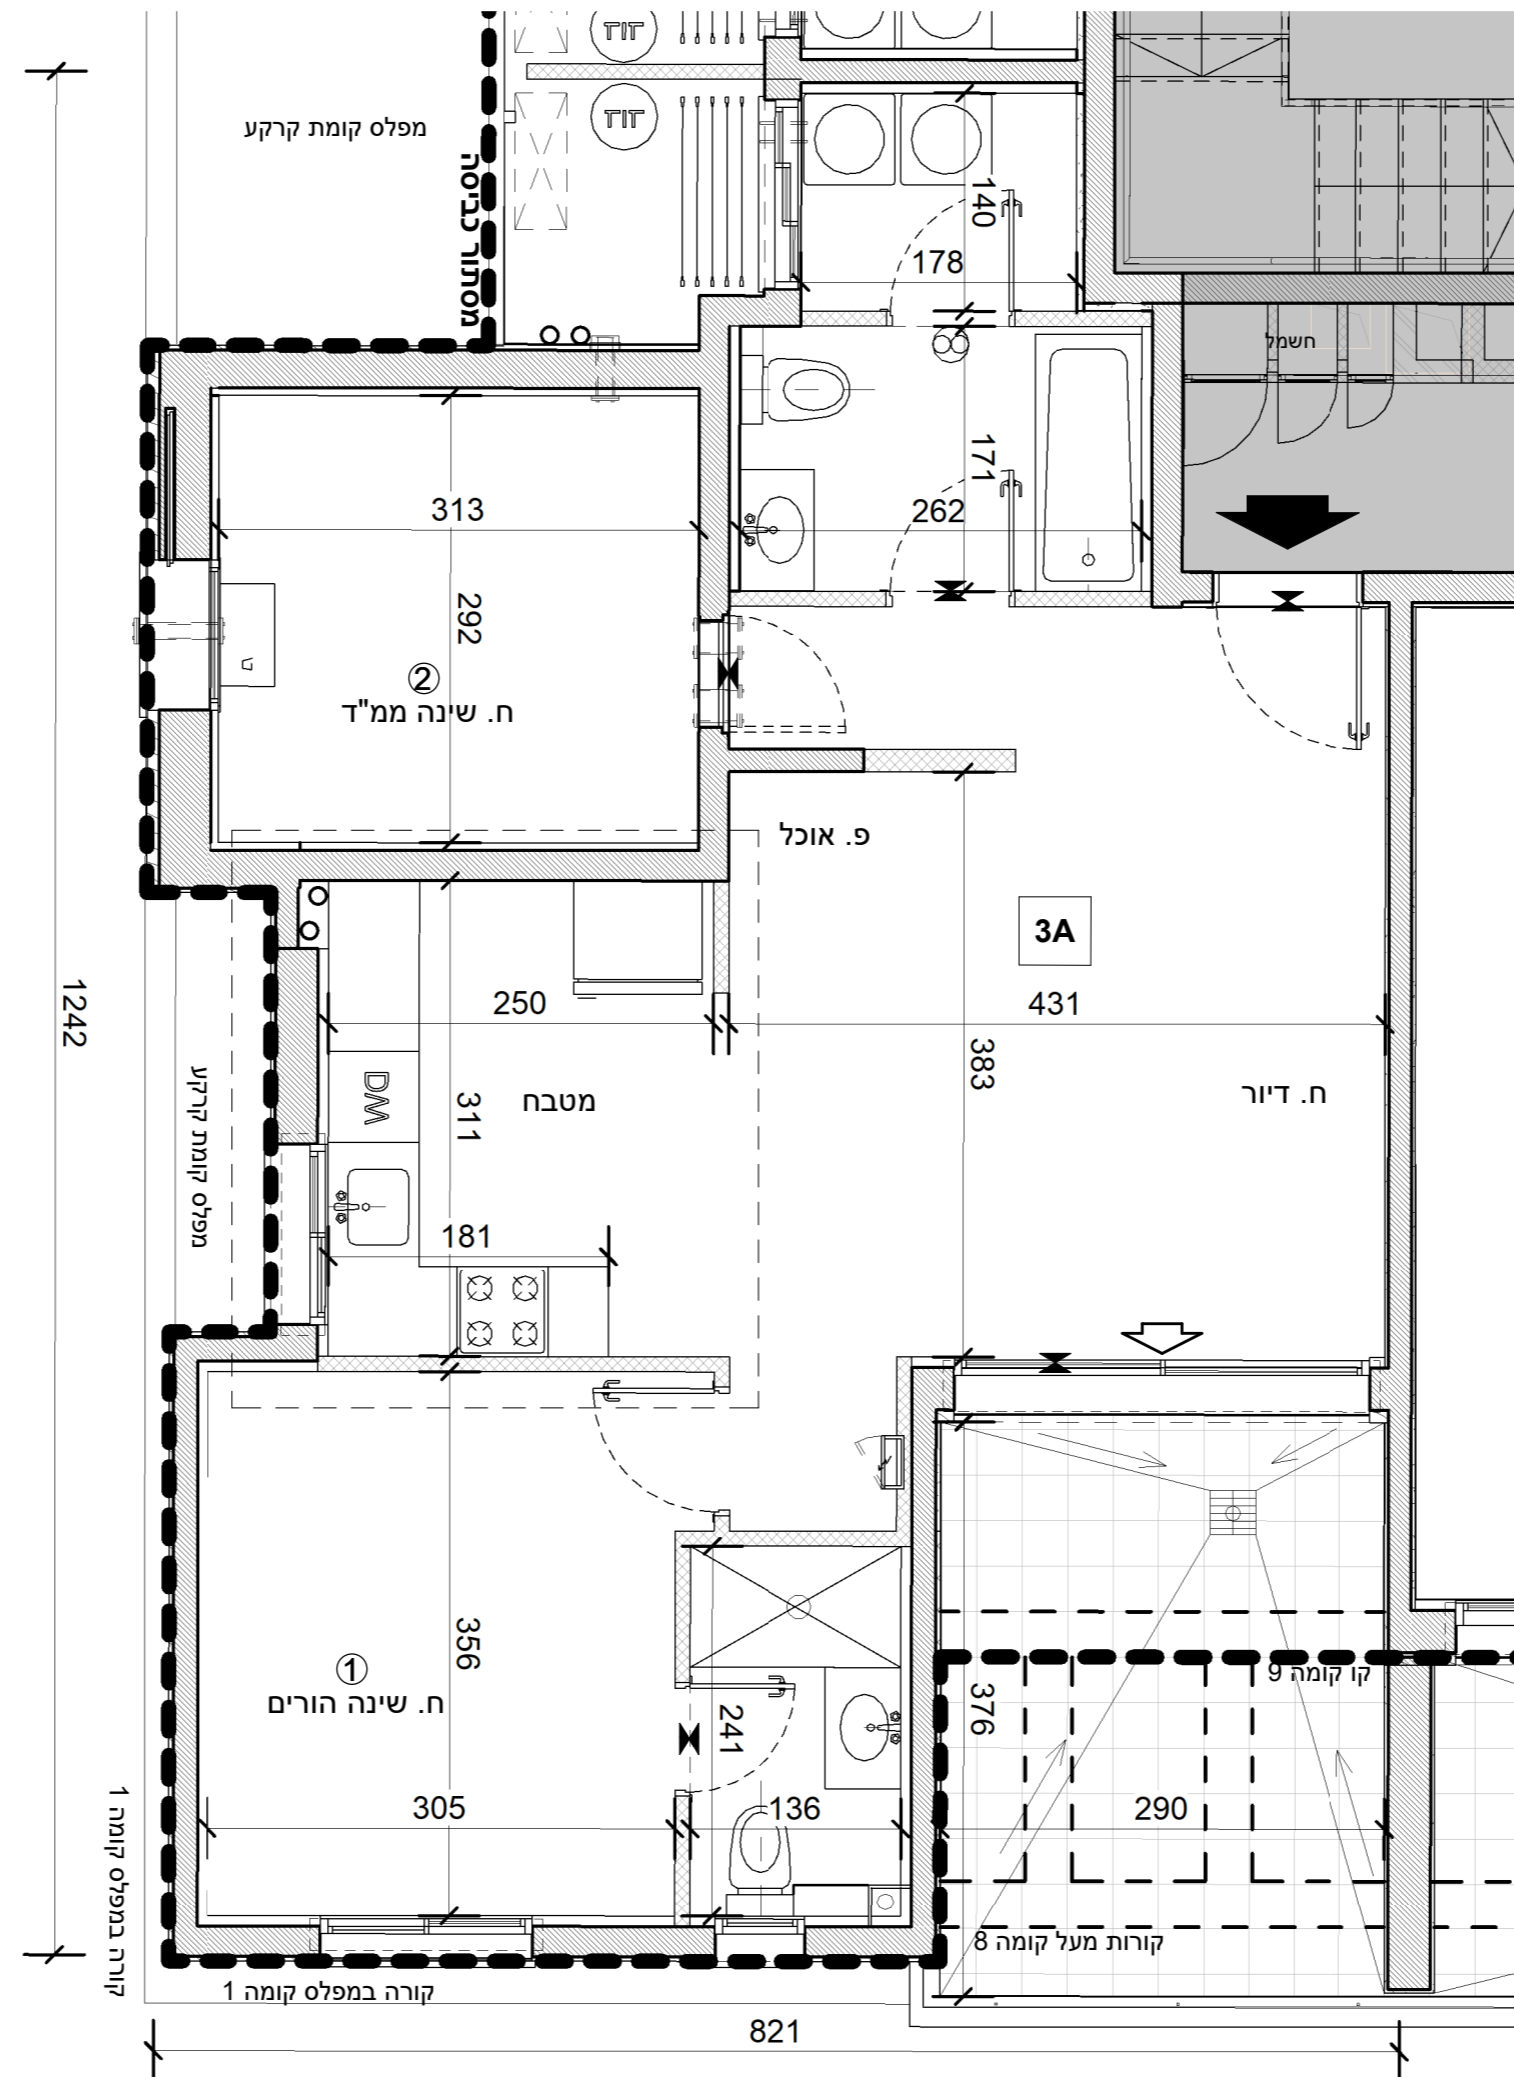 דוד
דוד
מפלס קומת קרקע
מסתור כביסה
140
178
חשמל
171
262
313
292
2
ח. שינה ממ"ד
פ. אוכל
3A
250
431
1242
383
מפלס קומת קרקע
DW
311
מטבח
ח. דיור
181
356
1
ח. שינה הורים
קו קומה 9
376
241
305
136
290
קורה במפלס קומה 1
קורות מעל קומה 8
קורה במפלס קומה 1
821